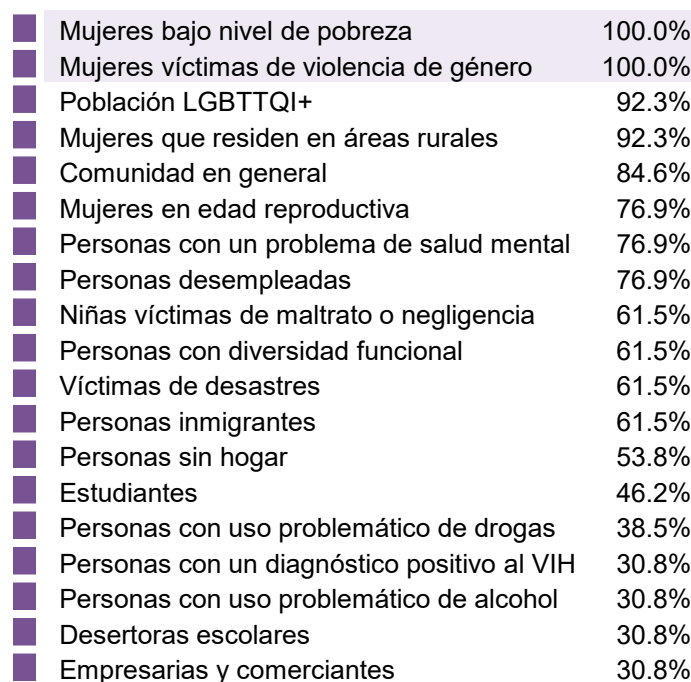 Mujeres bajo nivel de pobreza 100.0%
Mujeres víctimas de violencia de género 100.0%
Población LGBTTQI+ 92.3%
Mujeres que residen en áreas rurales 92.3%
Comunidad en general 84.6%
Mujeres en edad reproductiva 76.9%
Personas con un problema de salud mental 76.9%
Personas desempleadas 76.9%
Niñas víctimas de maltrato o negligencia 61.5%
Personas con diversidad funcional 61.5%
Víctimas de desastres 61.5%
Personas inmigrantes 61.5%
Personas sin hogar 53.8%
Estudiantes 46.2%
Personas con uso problemático de drogas 38.5%
Personas con un diagnóstico positivo al VIH 30.8%
Personas con uso problemático de alcohol 30.8%
Desertoras escolares 30.8%
Empresarias y comerciantes 30.8%